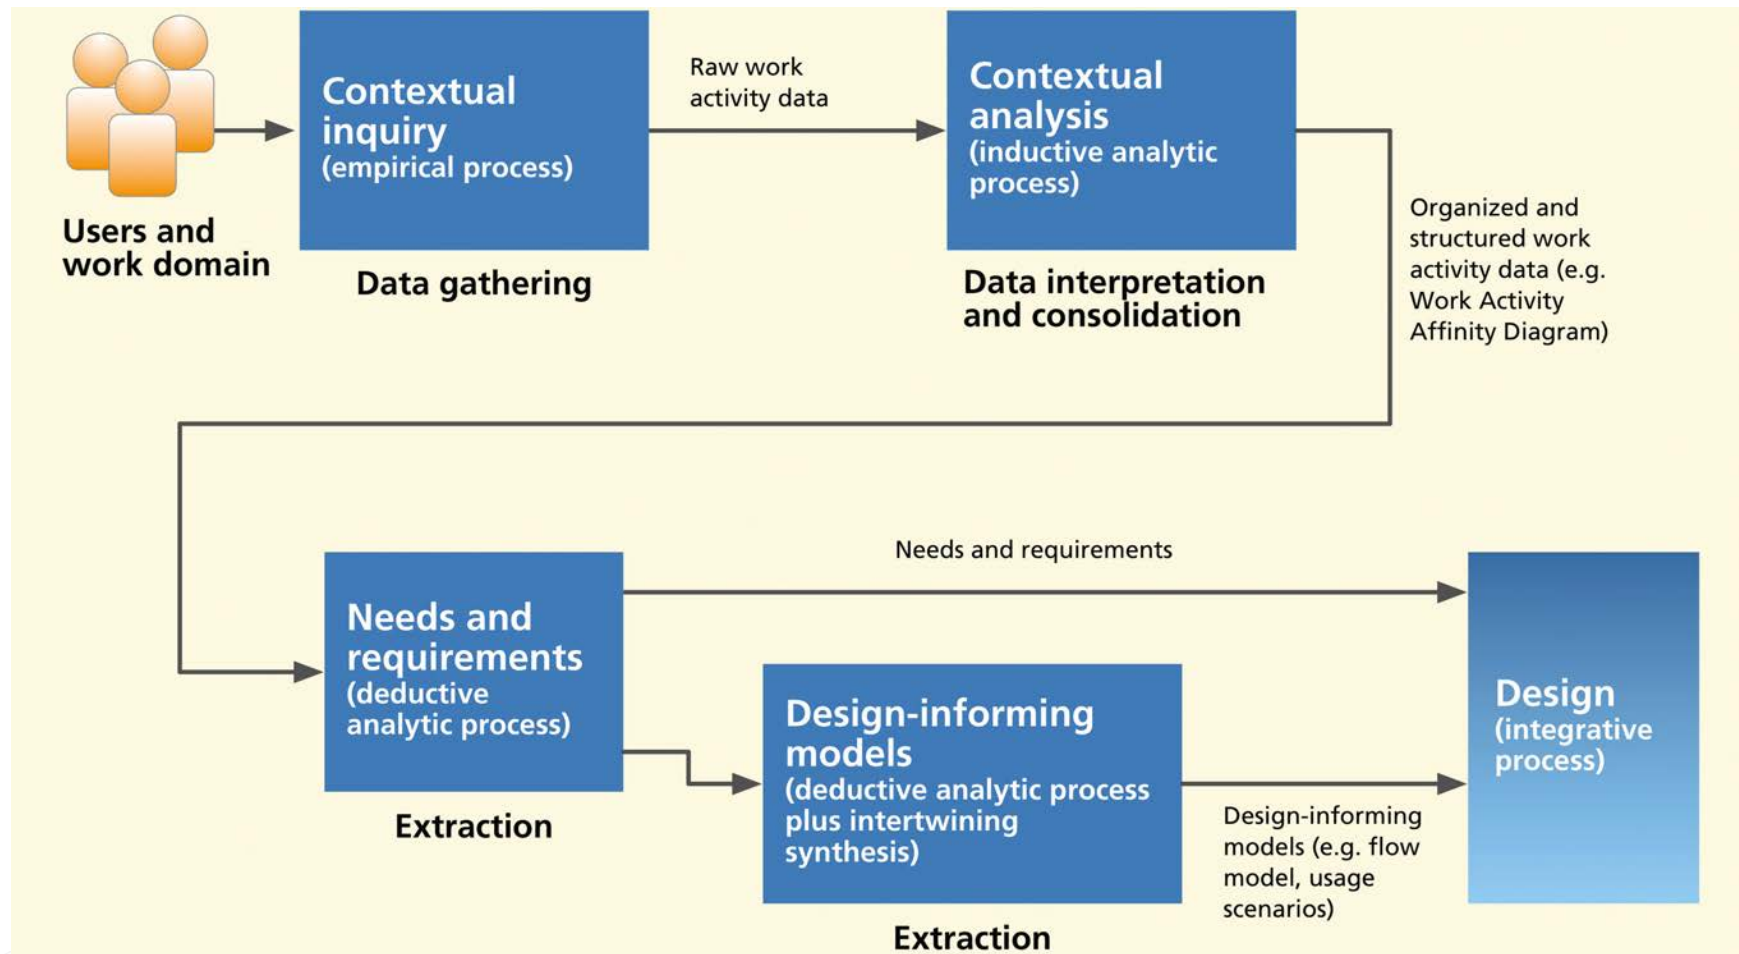 Users and
work domain
Contextual
inquiry
(empirical process)
Data gathering
Raw work
activity data
Contextual
analysis
(inductive analytic
process)
Data interpretation
and consolidation
Organized and
structured work
activity data (e.g.
Work Activity
Affinity Diagram)
Needs and
requirements
(deductive
analytic process)
Extraction
Needs and requirements
Design-informing
models
(deductive analytic process
plus intertwining
synthesis)
Extraction
Design-informing
models (e.g. flow
model, usage
scenarios)
Design
(integrative
process)